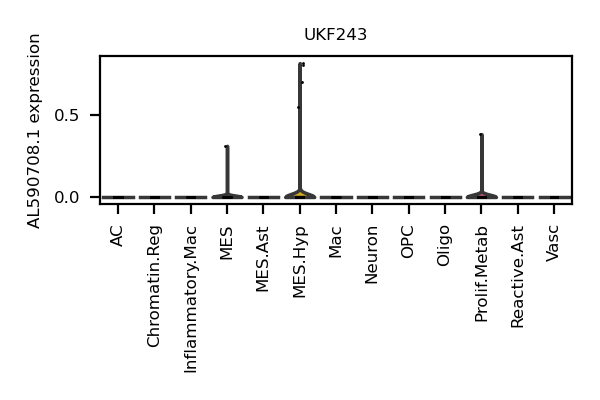 UKF243
AL590708.1 expression
0.5
0.0
AC
Chromatin.Reg
Inflammatory.Mac
MES
MES.Ast
MES.Hyp
Mac
Neuron
OPC
Oligo
Prolif.Metab
Reactive.Ast
Vasc